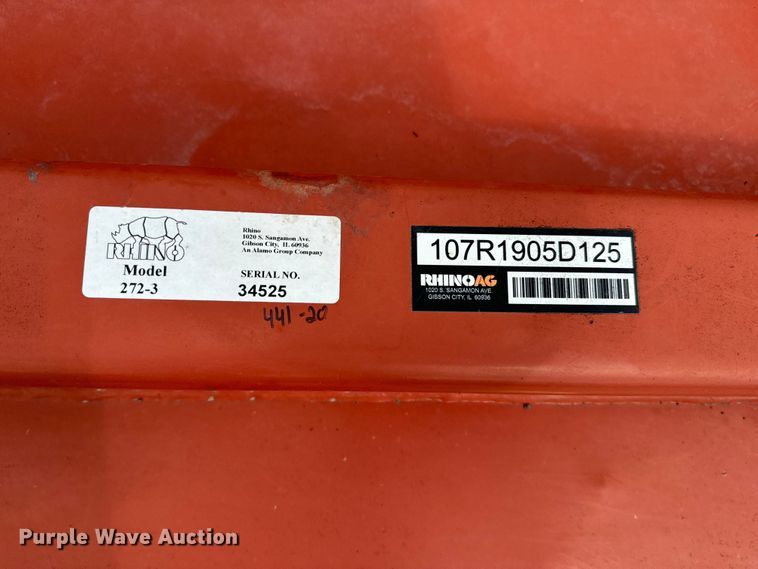 RHINO
Model
272-3
Rhino
1020 S. Sangamon Ave.
Gibson City, IL 60936
An Alamo Group Company
SERIAL NO.
34525
441-20
107R1905D125
RHINOAG
1020 S. SANGAMON AVE.
GIBSON CITY, IL 60936
Purple Wave Auction